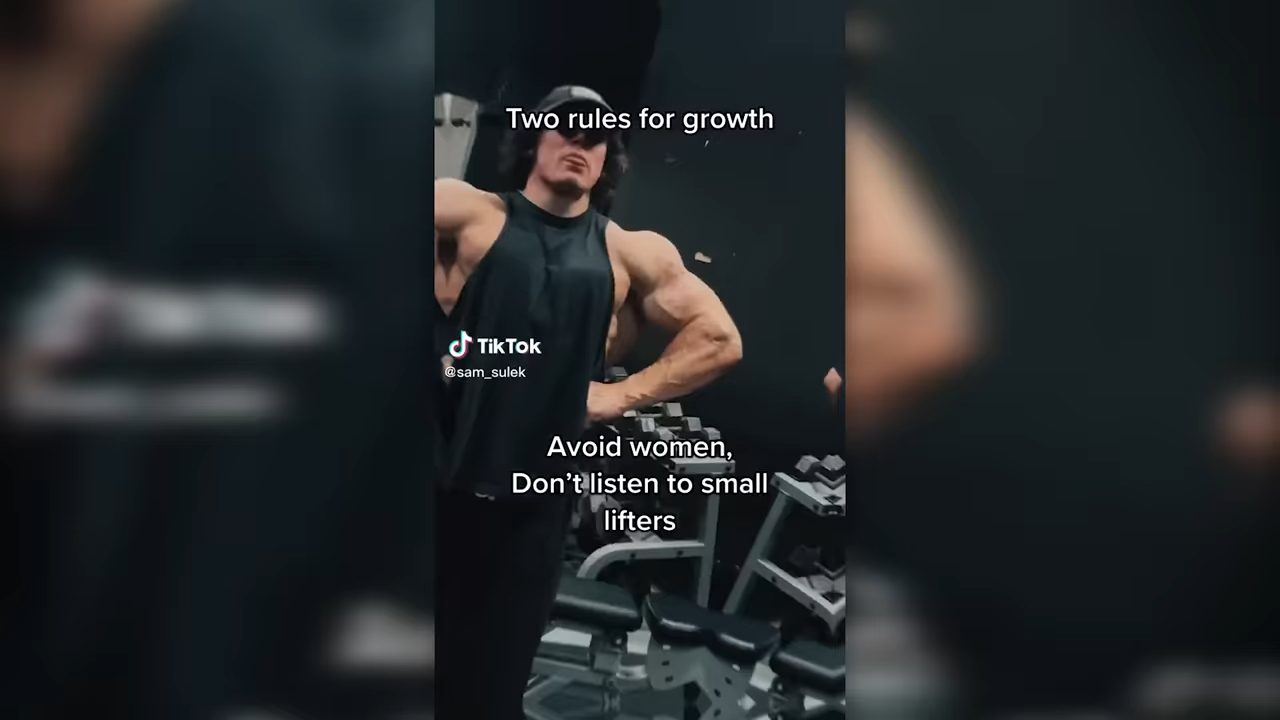 Two rules for growth
TikTok
@sam_sulek
Avoid women,
Don’t listen to small
lifters